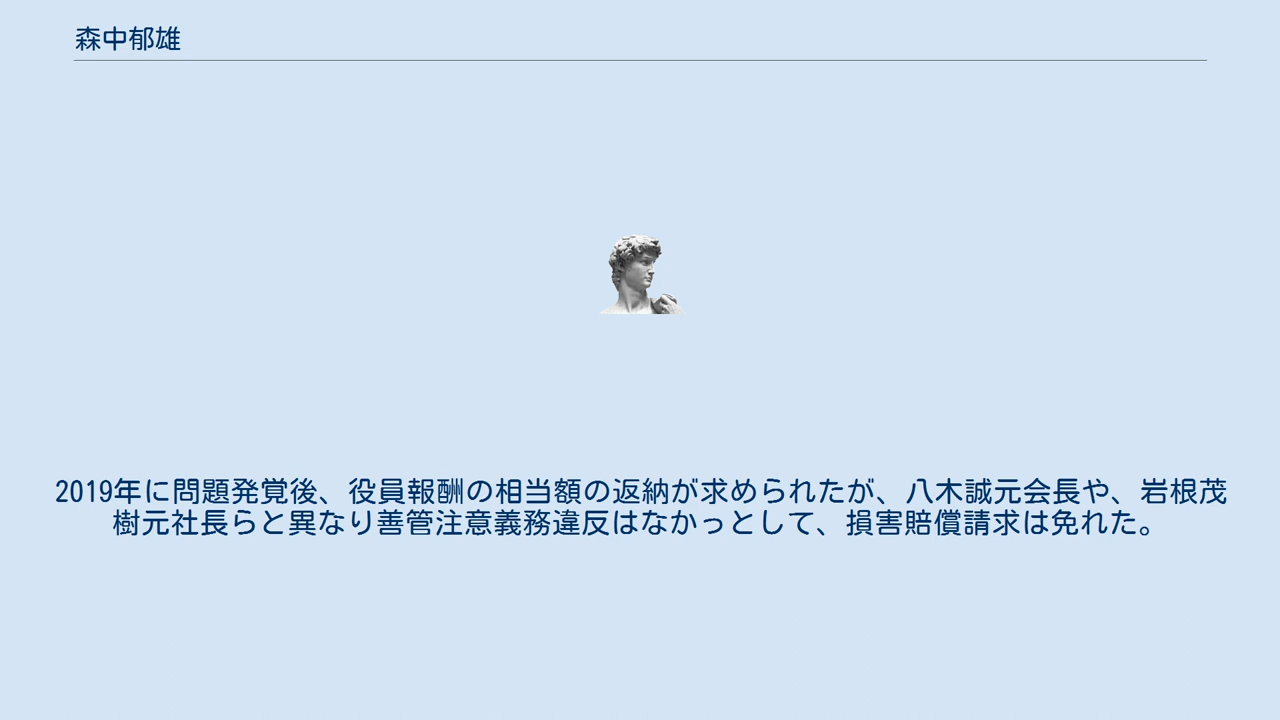 森中郁雄
2019年に問題発覚後、役員報酬の相当額の返納が求められたが、八木誠元会長や、岩根茂
樹元社長らと異なり善管注意義務違反はなかっとして、損害賠償請求は免れた。